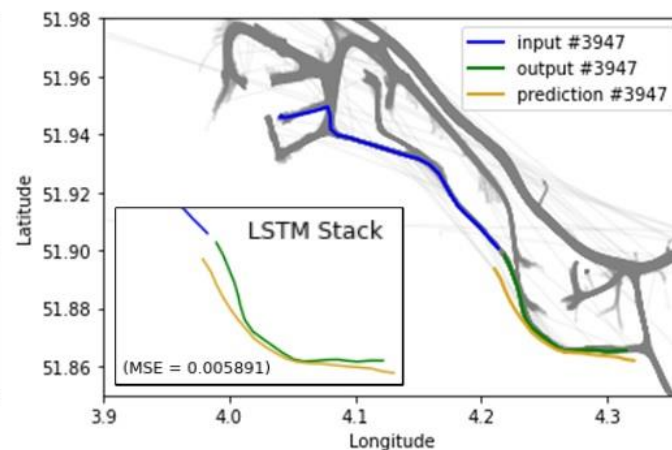 51.98
51.96
51.94
51.92
51.90
51.88
51.86
Latitude
input #3947
output #3947
prediction #3947
LSTM Stack
(MSE = 0.005891)
3.9 4.0 4.1 4.2 4.3
Longitude